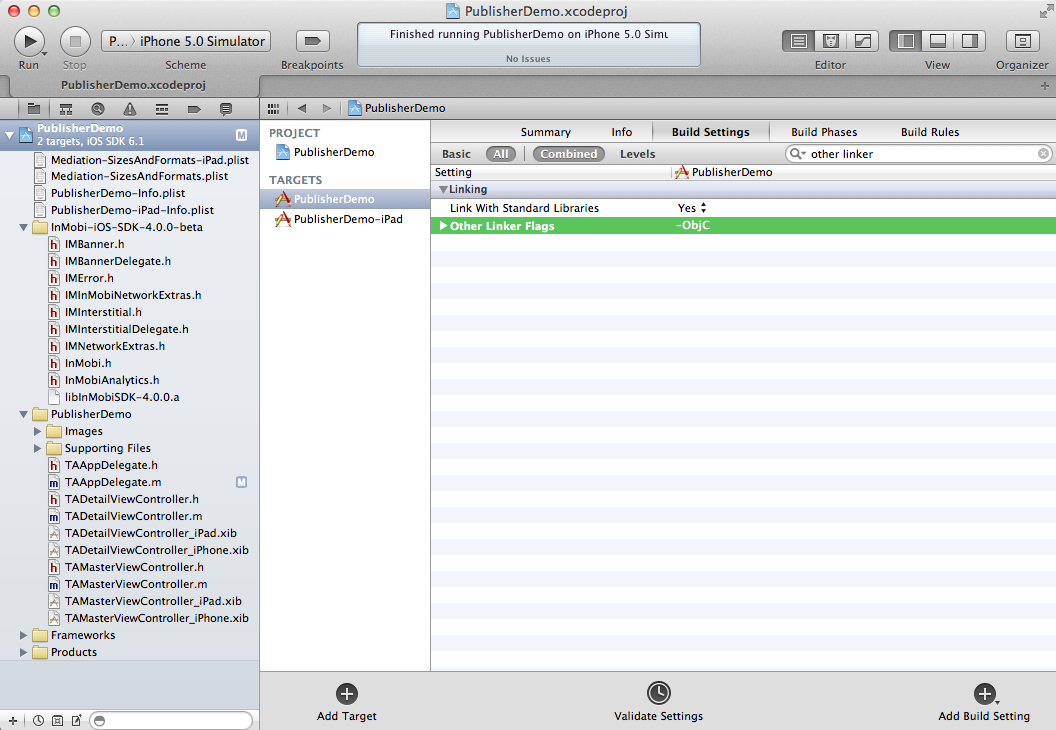 PublisherDemo.xcodeproj
P... iPhone 5.0 Simulator
Finished running PublisherDemo on iPhone 5.0 Simu
No Issues
Run Stop Scheme Breakpoints Editor View Organizer
PublisherDemo.xcodeproj
PublisherDemo M
2 targets, iOS SDK 6.1
Mediation-SizesAndFormats-iPad.plist
Mediation-SizesAndFormats.plist
PublisherDemo-Info.plist
PublisherDemo-iPad-Info.plist
InMobi-iOS-SDK-4.0.0-beta
h IMBanner.h
h IMBannerDelegate.h
h IMError.h
h IMInMobiNetworkExtras.h
h IMInterstitial.h
h IMInterstitialDelegate.h
h IMNetworkExtras.h
h InMobi.h
h InMobiAnalytics.h
libInMobiSDK-4.0.0.a
PublisherDemo
Images
Supporting Files
h TAAppDelegate.h
m TAAppDelegate.m M
h TADetailViewController.h
m TADetailViewController.m
TADetailViewController_iPad.xib
TADetailViewController_iPhone.xib
h TAMasterViewController.h
m TAMasterViewController.m
TAMasterViewController_iPad.xib
TAMasterViewController_iPhone.xib
Frameworks
Products
PublisherDemo
PROJECT
PublisherDemo
TARGETS
PublisherDemo
PublisherDemo-iPad
Summary Info Build Settings Build Phases Build Rules
Basic All Combined Levels other linker
Setting PublisherDemo
Linking
Link With Standard Libraries Yes
Other Linker Flags -ObjC
Add Target Validate Settings Add Build Setting